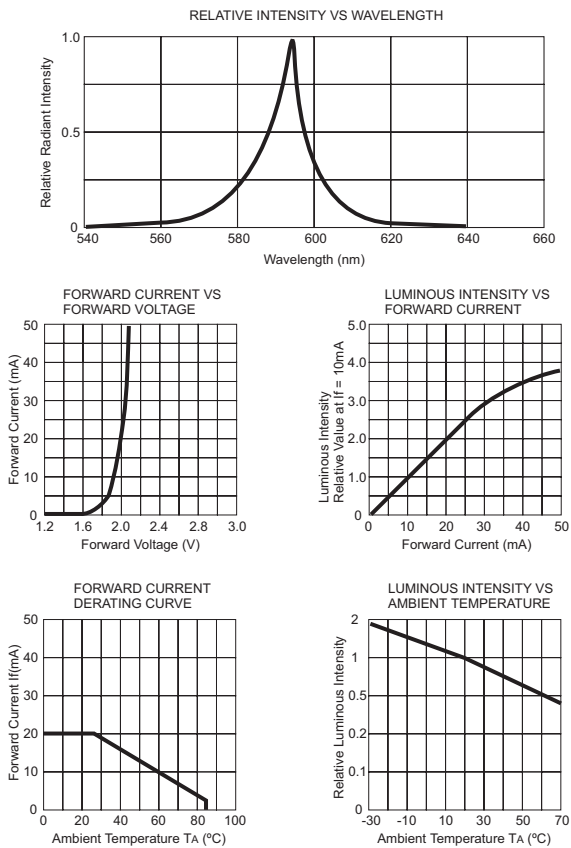 RELATIVE INTENSITY VS WAVELENGTH
Relative Radiant Intensity
1.0
0.5
0
540 560 580 600 620 640 660
Wavelength (nm)
FORWARD CURRENT VS
FORWARD VOLTAGE
Forward Current (mA)
50
40
30
20
10
0
1.2 1.6 2.0 2.4 2.8 3.0
Forward Voltage (V)
LUMINOUS INTENSITY VS
FORWARD CURRENT
Luminous Intensity
Relative Value at If = 10mA
5.0
4.0
3.0
2.0
1.0
0
0 10 20 30 40 50
Forward Current (mA)
FORWARD CURRENT
DERATING CURVE
Forward Current If(mA)
50
40
30
20
10
0
0 20 40 60 80 100
Ambient Temperature TA (ºC)
LUMINOUS INTENSITY VS
AMBIENT TEMPERATURE
Relative Luminous Intensity
2
1
0.5
0.2
0.1
0
-30 -10 10 30 50 70
Ambient Temperature TA (ºC)